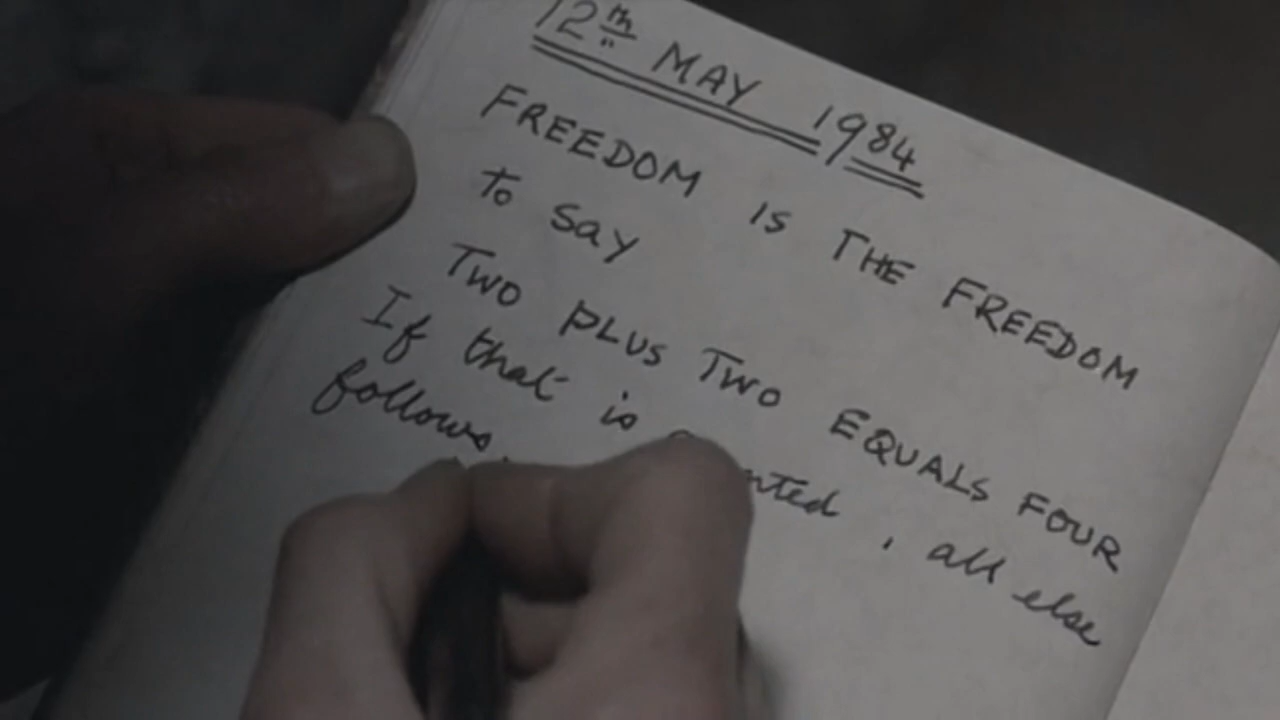 12th MAY 1984
FREEDOM is THE FREEDOM
to say
TWO PLUS TWO EQUALS FOUR
If that is , all else
follows.